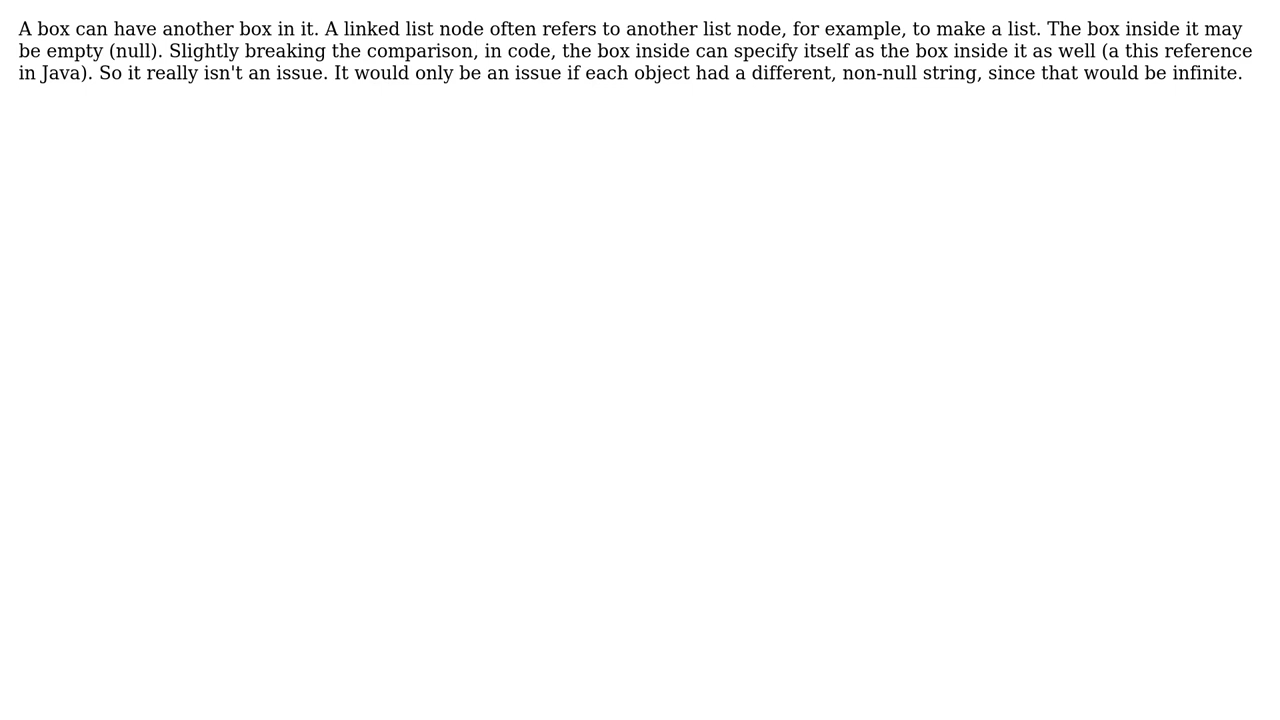 A box can have another box in it. A linked list node often refers to another list node, for example, to make a list. The box inside it may
be empty (null). Slightly breaking the comparison, in code, the box inside can specify itself as the box inside it as well (a this reference
in Java). So it really isn't an issue. It would only be an issue if each object had a different, non-null string, since that would be infinite.